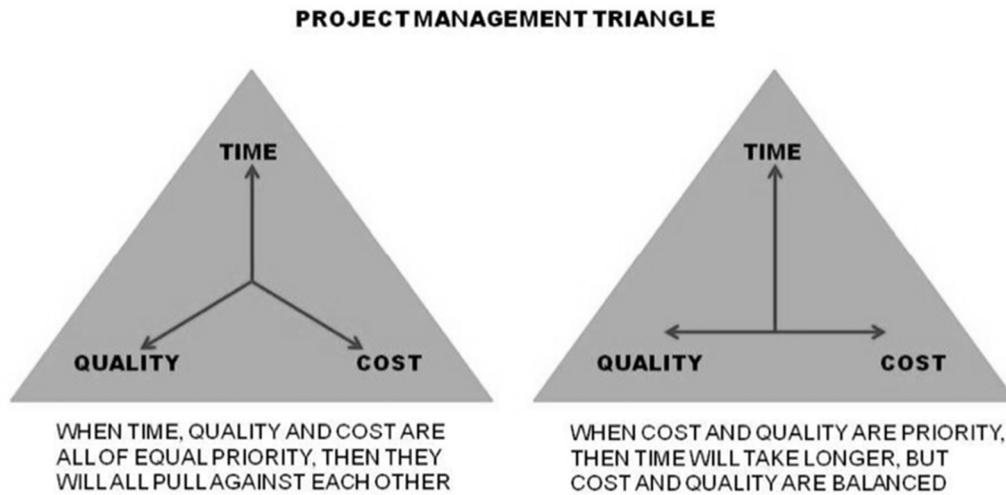 PROJECT MANAGEMENT TRIANGLE
TIME
QUALITY
COST
WHEN TIME, QUALITY AND COST ARE
ALL OF EQUAL PRIORITY, THEN THEY
WILL ALL PULL AGAINST EACH OTHER
TIME
QUALITY
COST
WHEN COST AND QUALITY ARE PRIORITY,
THEN TIME WILL TAKE LONGER, BUT
COST AND QUALITY ARE BALANCED